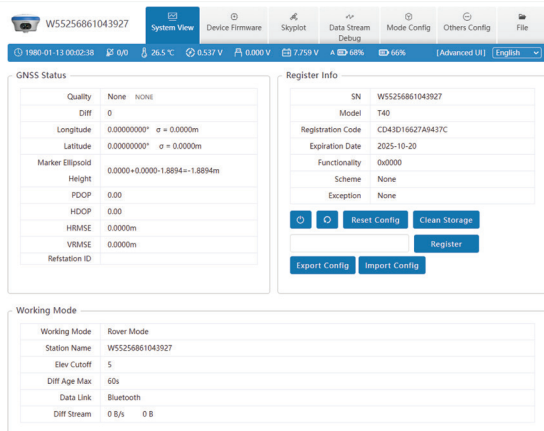 W55256861043927
System View
Device Firmware
Skyplot
Data Stream
Debug
Mode Config
Others Config
File
1980-01-13 00:02:38 0/0 26.5 ℃ 0.537 V 0.000 V 7.759 V A 68% 66% [Advanced UI] English
GNSS Status
Quality None NONE
Diff 0
Longitude 0.00000000° σ = 0.0000m
Latitude 0.00000000° σ = 0.0000m
Marker Ellipsoid
Height 0.0000+0.0000-1.8894=-1.8894m
PDOP 0.00
HDOP 0.00
HRMSE 0.0000m
VRMSE 0.0000m
Refstation ID
Register Info
SN W55256861043927
Model T40
Registration Code CD43D16627A9437C
Expiration Date 2025-10-20
Functionality 0x0000
Scheme None
Exception None
Reset Config Clean Storage
Register
Export Config Import Config
Working Mode
Working Mode Rover Mode
Station Name W55256861043927
Elev Cutoff 5
Diff Age Max 60s
Data Link Bluetooth
Diff Stream 0 B/s 0 B